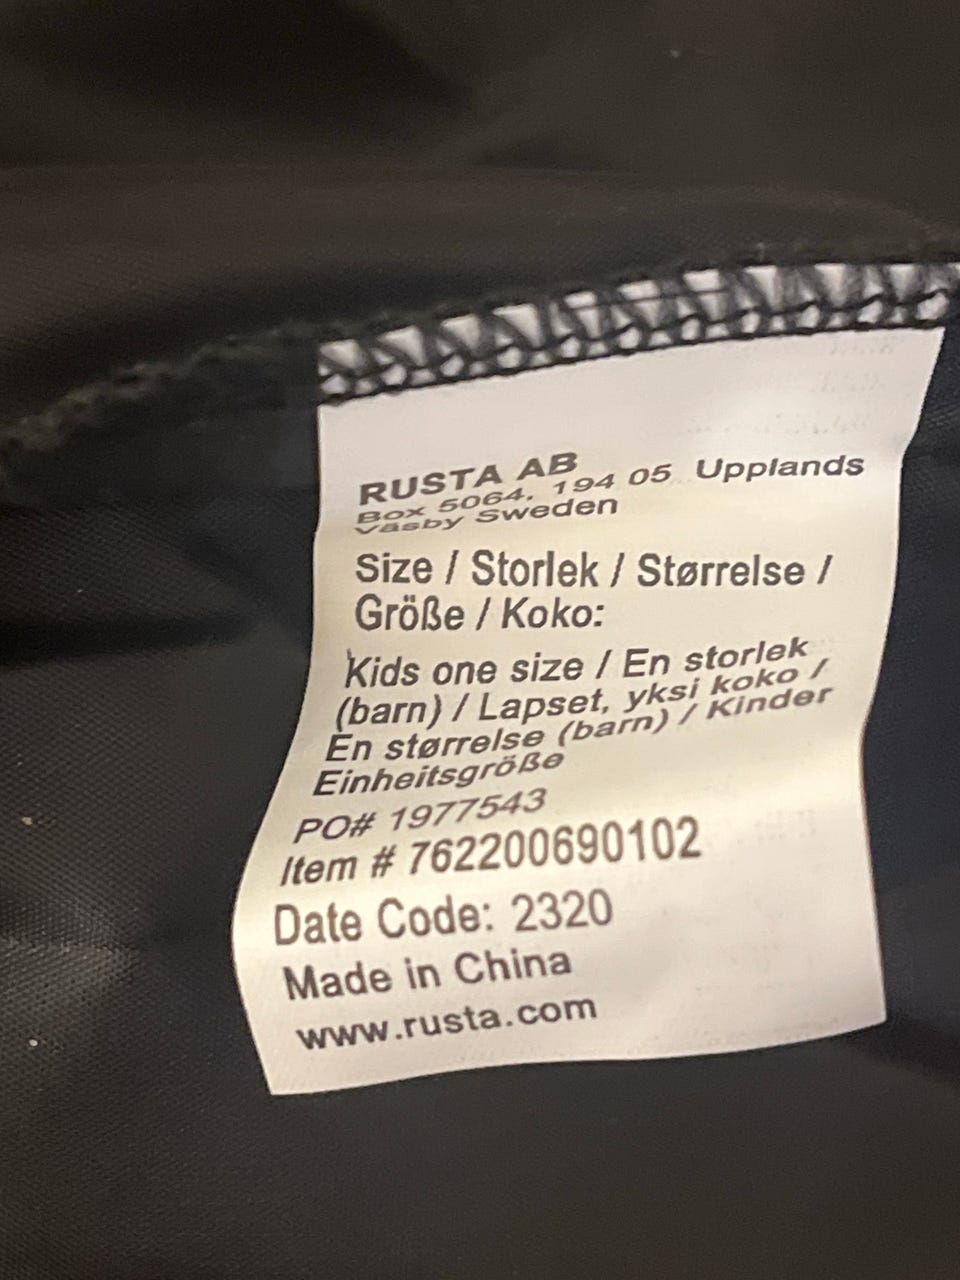 RUSTA AB
Box 5064, 194 05 Upplands
Väsby Sweden
Size / Storlek / Størrelse /
Größe / Koko:
Kids one size / En storlek
(barn) / Lapset, yksi koko /
En størrelse (barn) / Kinder
Einheitsgröße
PO# 1977543
Item # 762200690102
Date Code: 2320
Made in China
www.rusta.com